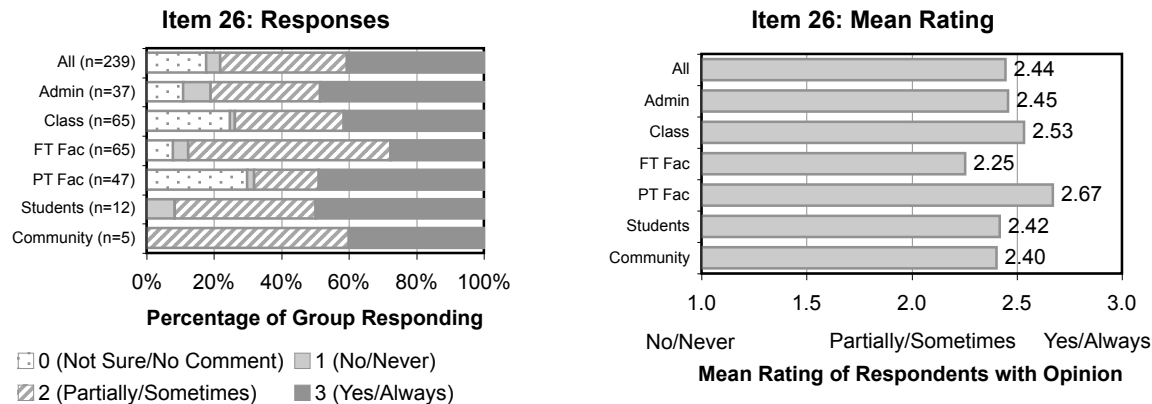 Item 26: Responses
All (n=239)
Admin (n=37)
Class (n=65)
FT Fac (n=65)
PT Fac (n=47)
Students (n=12)
Community (n=5)
0% 20% 40% 60% 80% 100%
Percentage of Group Responding
0 (Not Sure/No Comment) 1 (No/Never)
2 (Partially/Sometimes) 3 (Yes/Always)
Item 26: Mean Rating
All 2.44
Admin 2.45
Class 2.53
FT Fac 2.25
PT Fac 2.67
Students 2.42
Community 2.40
1.0 1.5 2.0 2.5 3.0
No/Never Partially/Sometimes Yes/Always
Mean Rating of Respondents with Opinion